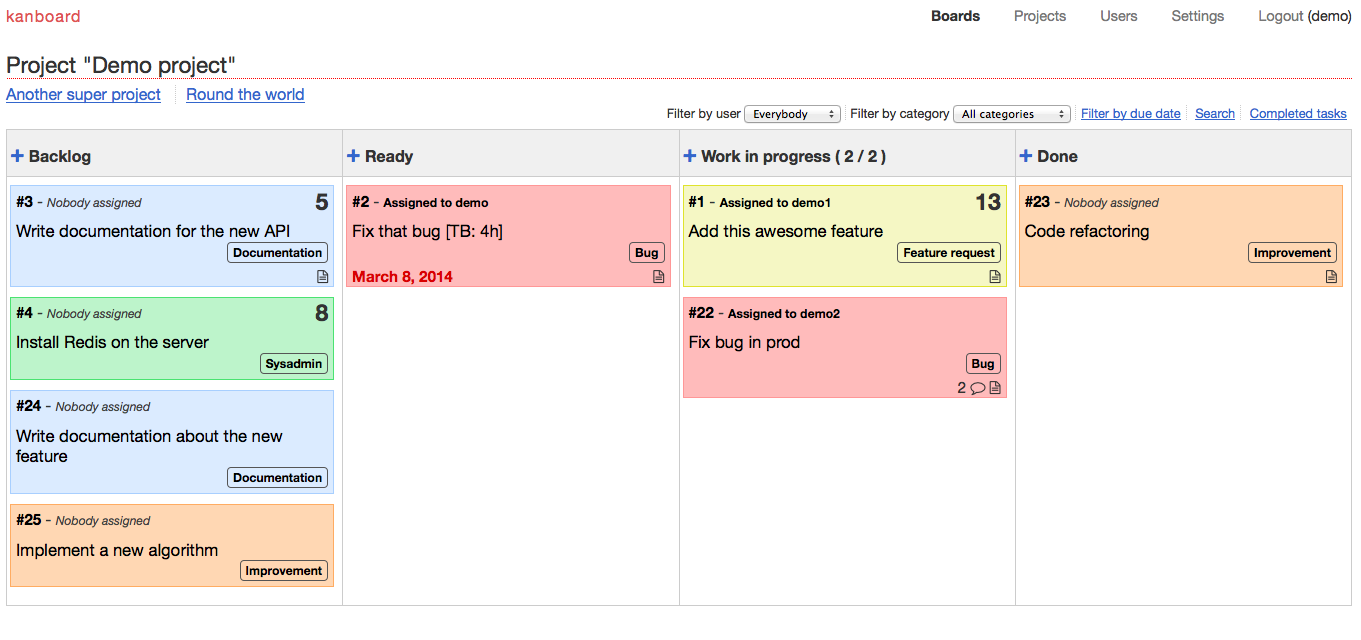 kanboard
Boards Projects Users Settings Logout (demo)
Project "Demo project"
Another super project Round the world
Filter by user Everybody Filter by category All categories Filter by due date Search Completed tasks
+ Backlog
#3 - Nobody assigned 5
Write documentation for the new API
Documentation
#4 - Nobody assigned 8
Install Redis on the server
Sysadmin
#24 - Nobody assigned
Write documentation about the new
feature
Documentation
#25 - Nobody assigned
Implement a new algorithm
Improvement
+ Ready
#2 - Assigned to demo
Fix that bug [TB: 4h]
Bug
March 8, 2014
+ Work in progress ( 2 / 2 )
#1 - Assigned to demo1 13
Add this awesome feature
Feature request
#22 - Assigned to demo2
Fix bug in prod
Bug
2
+ Done
#23 - Nobody assigned
Code refactoring
Improvement